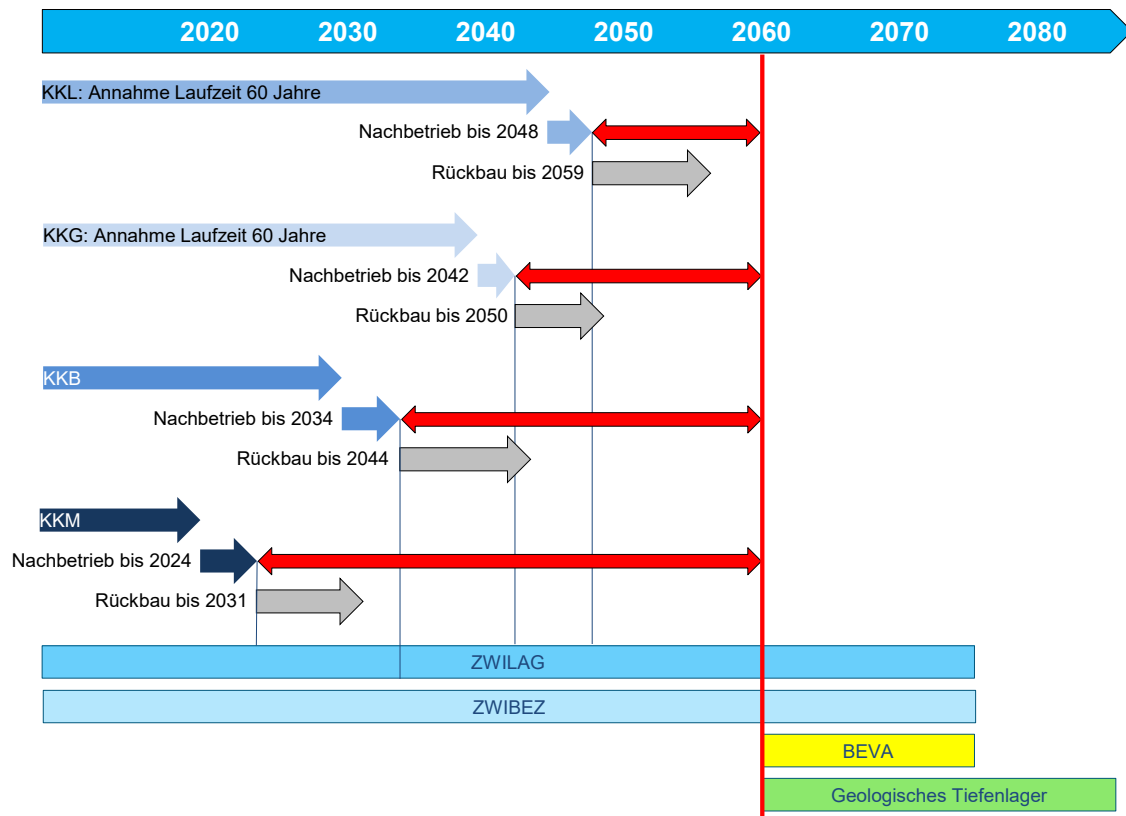 2020 2030 2040 2050 2060 2070 2080
KKL: Annahme Laufzeit 60 Jahre
Nachbetrieb bis 2048
Rückbau bis 2059
KKG: Annahme Laufzeit 60 Jahre
Nachbetrieb bis 2042
Rückbau bis 2050
KKB
Nachbetrieb bis 2034
Rückbau bis 2044
KKM
Nachbetrieb bis 2024
Rückbau bis 2031
ZWILAG
ZWIBEZ
BEVA
Geologisches Tiefenlager